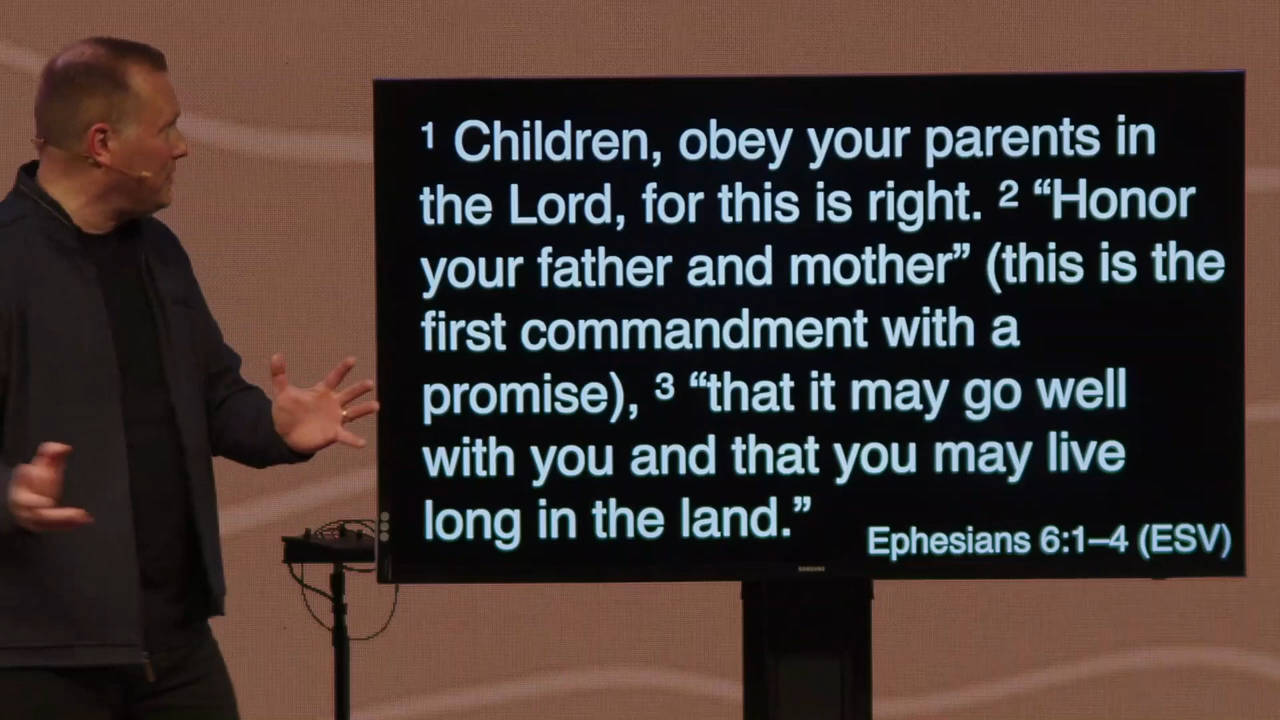 ¹ Children, obey your parents in
the Lord, for this is right. ² “Honor
your father and mother” (this is the
first commandment with a
promise), ³ “that it may go well
with you and that you may live
long in the land.”
Ephesians 6:1–4 (ESV)
SAMSUNG